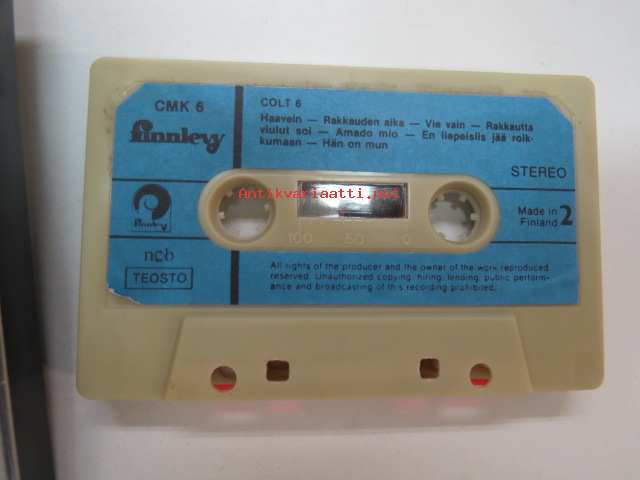 CMK 6
finnlevy
COLT 6
Haavein — Rakkauden aika — Vie vain — Rakkautta
viulut soi — Amado mio — En liepeisiis jää roik-
kumaan — Hän on mun
STEREO
Antikvariaatti.net
finnlevy
Made in
Finland 2
100 50 0
ncb
TEOSTO
All rights of the producer and the owner of the work reproduced
reserved. Unauthorized copying, hiring, lending, public perform-
ance and broadcasting of this recording prohibited.